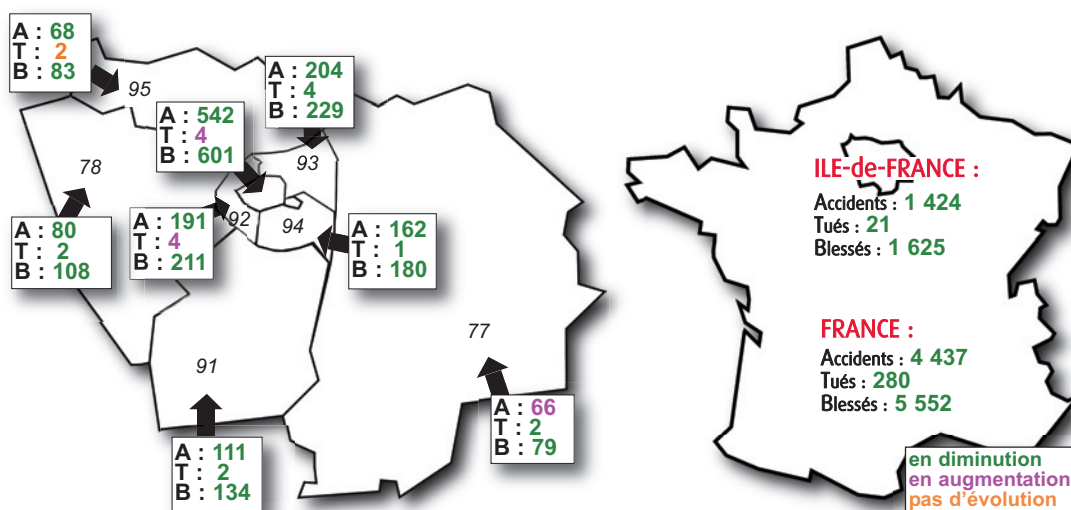 A : 68
T : 2
B : 83
95
A : 204
T : 4
B : 229
A : 542
T : 4
B : 601
93
78
A : 80
T : 2
B : 108
A : 191
T : 4
B : 211
92
94
A : 162
T : 1
B : 180
91
77
A : 111
T : 2
B : 134
A : 66
T : 2
B : 79
ILE-de-FRANCE :
Accidents : 1 424
Tués : 21
Blessés : 1 625
FRANCE :
Accidents : 4 437
Tués : 280
Blessés : 5 552
en diminution
en augmentation
pas d'évolution